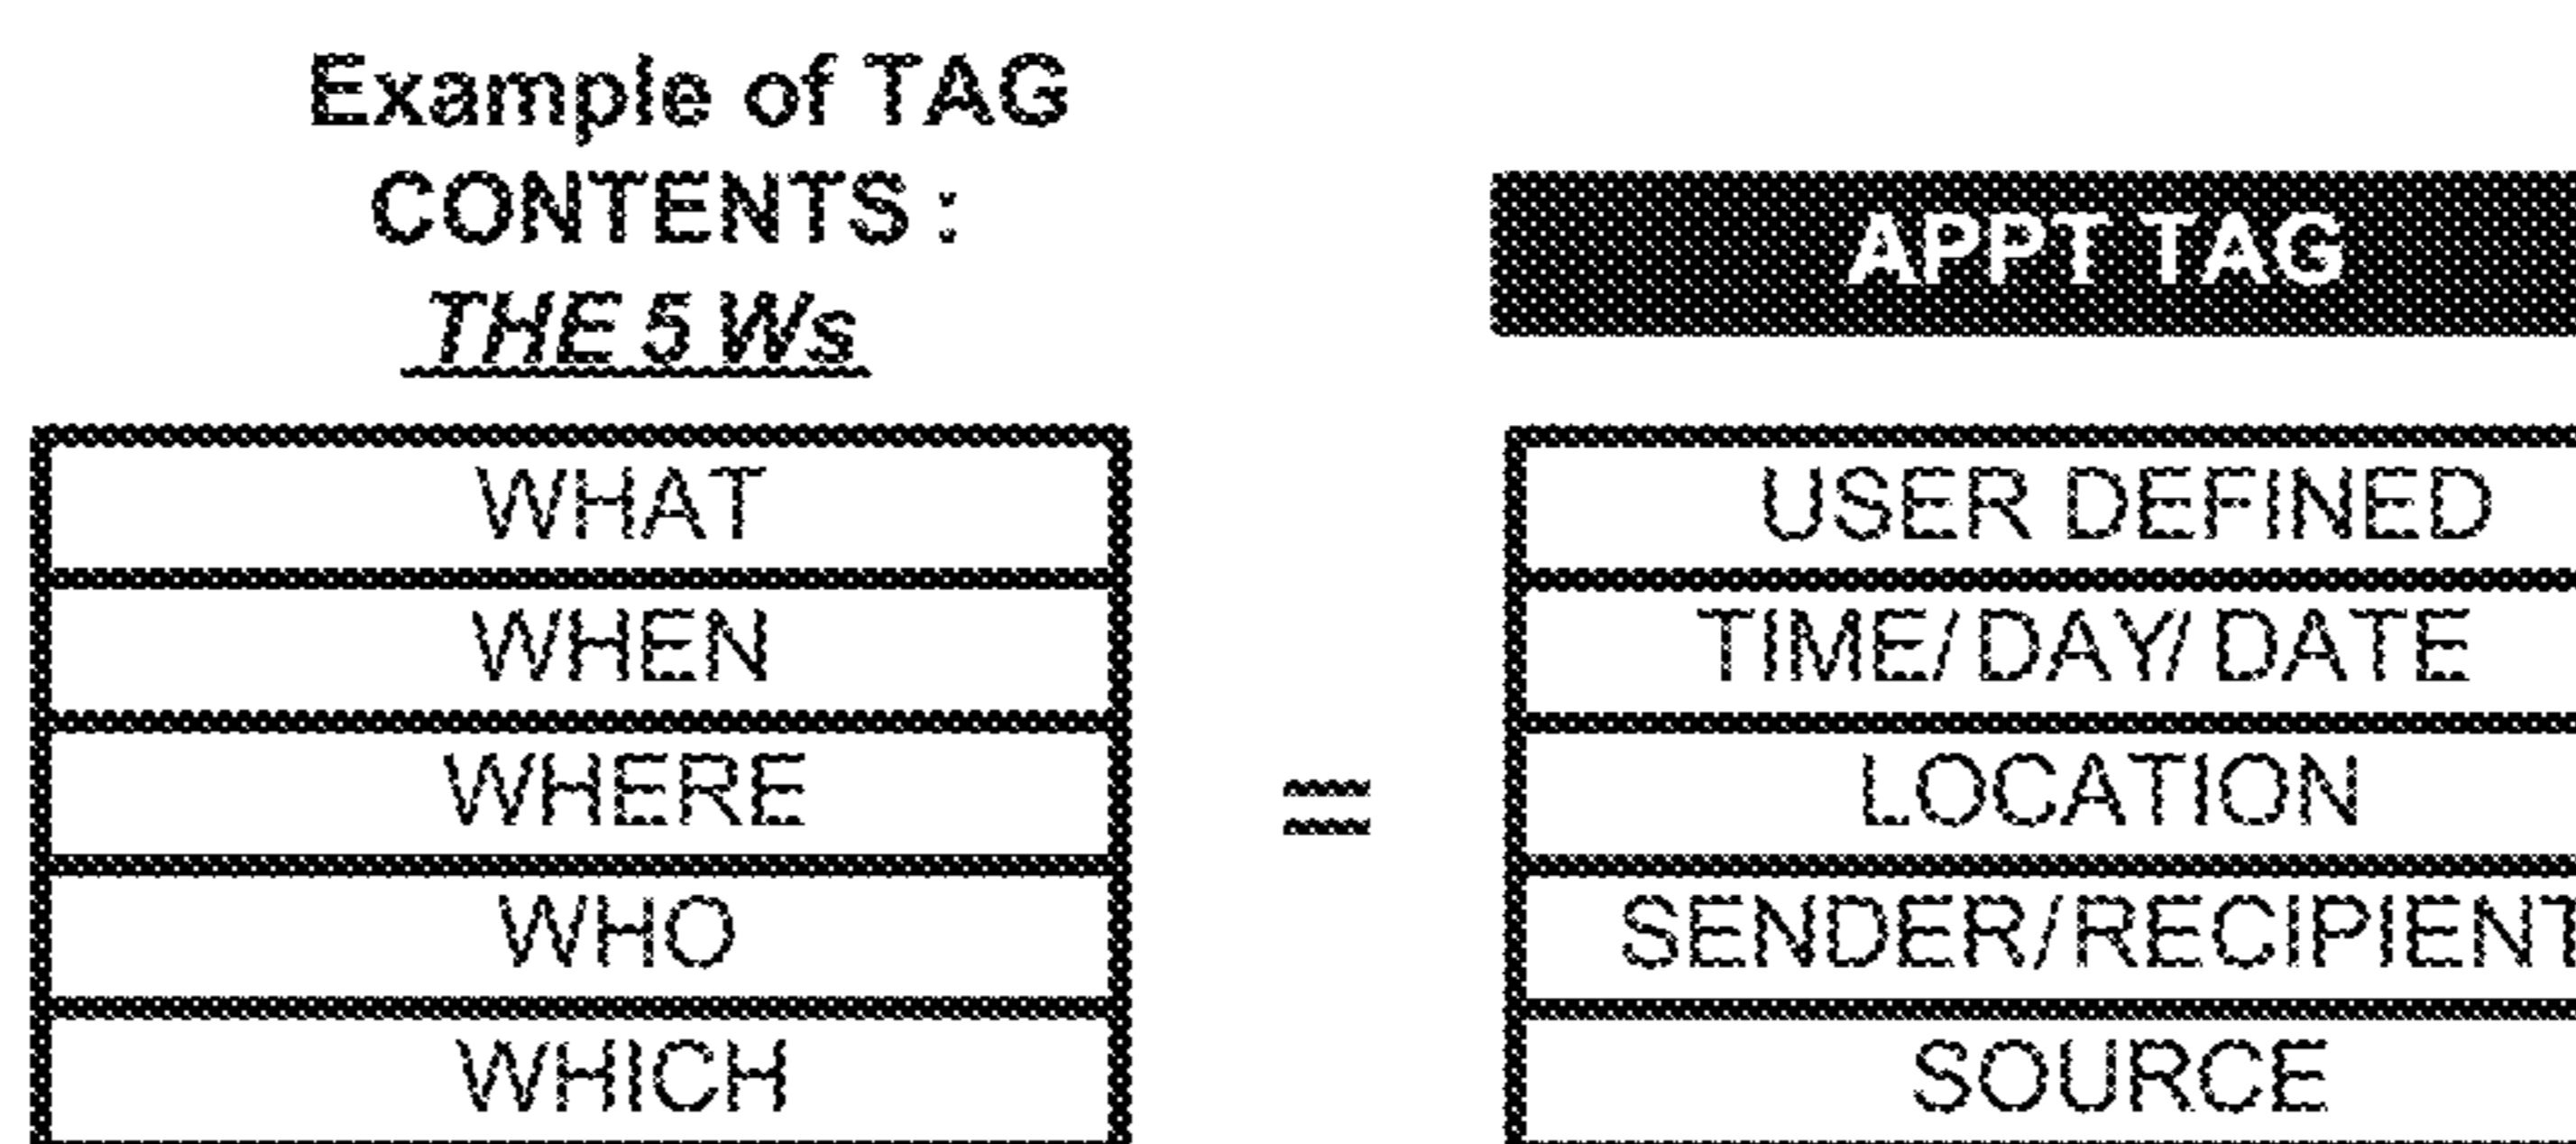 Example of TAG
CONTENTS :
THE 5 Ws
WHAT
WHEN
WHERE
WHO
WHICH
=
APPT TAG
USER DEFINED
TIME/ DAY/ DATE
LOCATION
SENDER/RECIPIENT
SOURCE